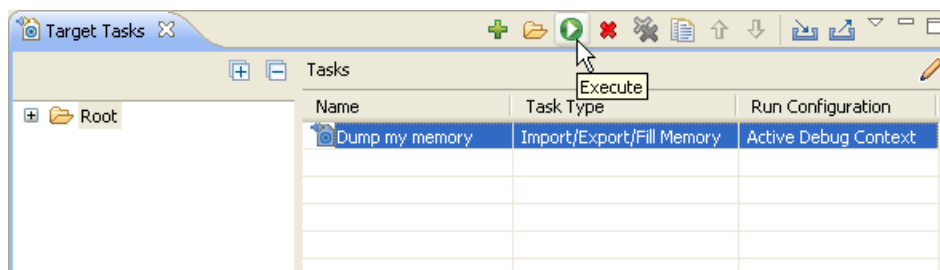 Target Tasks
Tasks
Execute
Root
Name Task Type Run Configuration
Dump my memory Import/Export/Fill Memory Active Debug Context